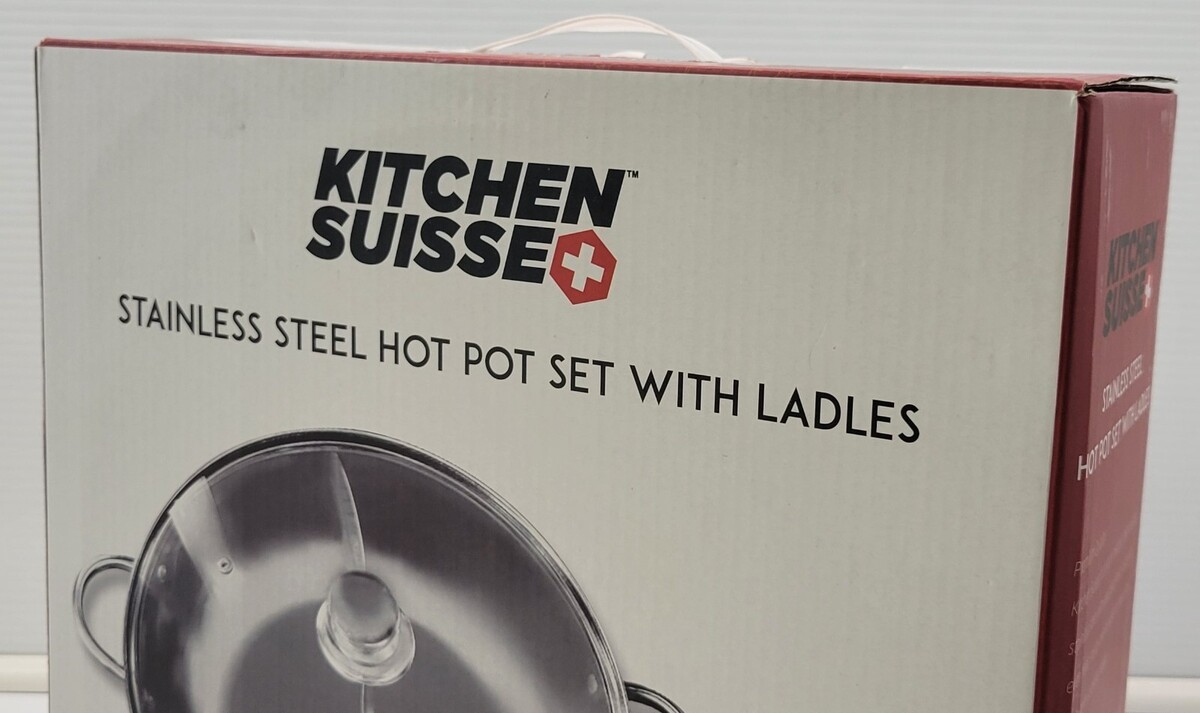 KITCHEN™
SUISSE
STAINLESS STEEL HOT POT SET WITH LADLES
KITCHEN
SUISSE
STAINLESS STEEL
HOT POT SET WITH LADLES